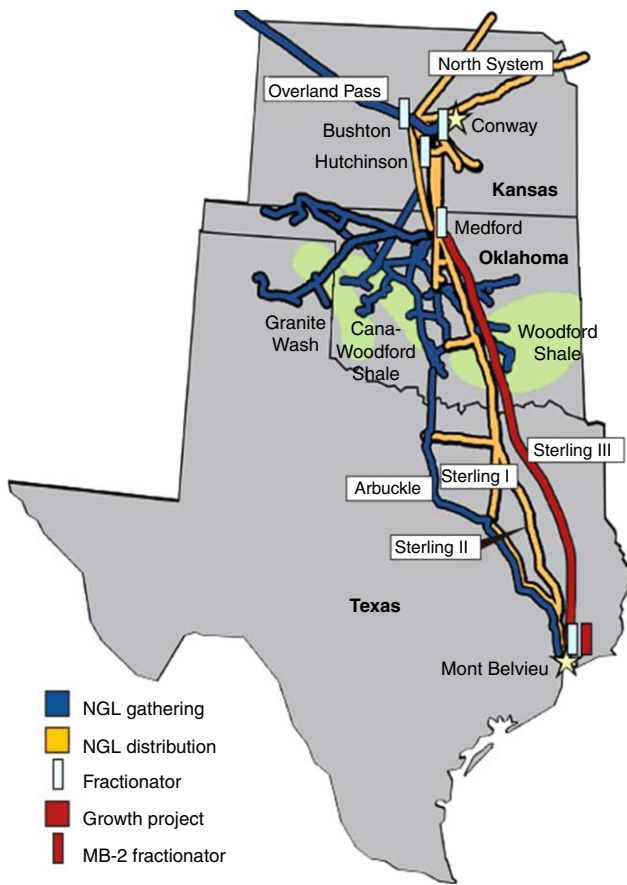 North System
Overland Pass
Bushton
Conway
Hutchinson
Kansas
Medford
Oklahoma
Granite
Wash
Cana-
Woodford
Shale
Woodford
Shale
Sterling III
Sterling I
Arbuckle
Sterling II
Texas
Mont Belvieu
NGL gathering
NGL distribution
Fractionator
Growth project
MB-2 fractionator